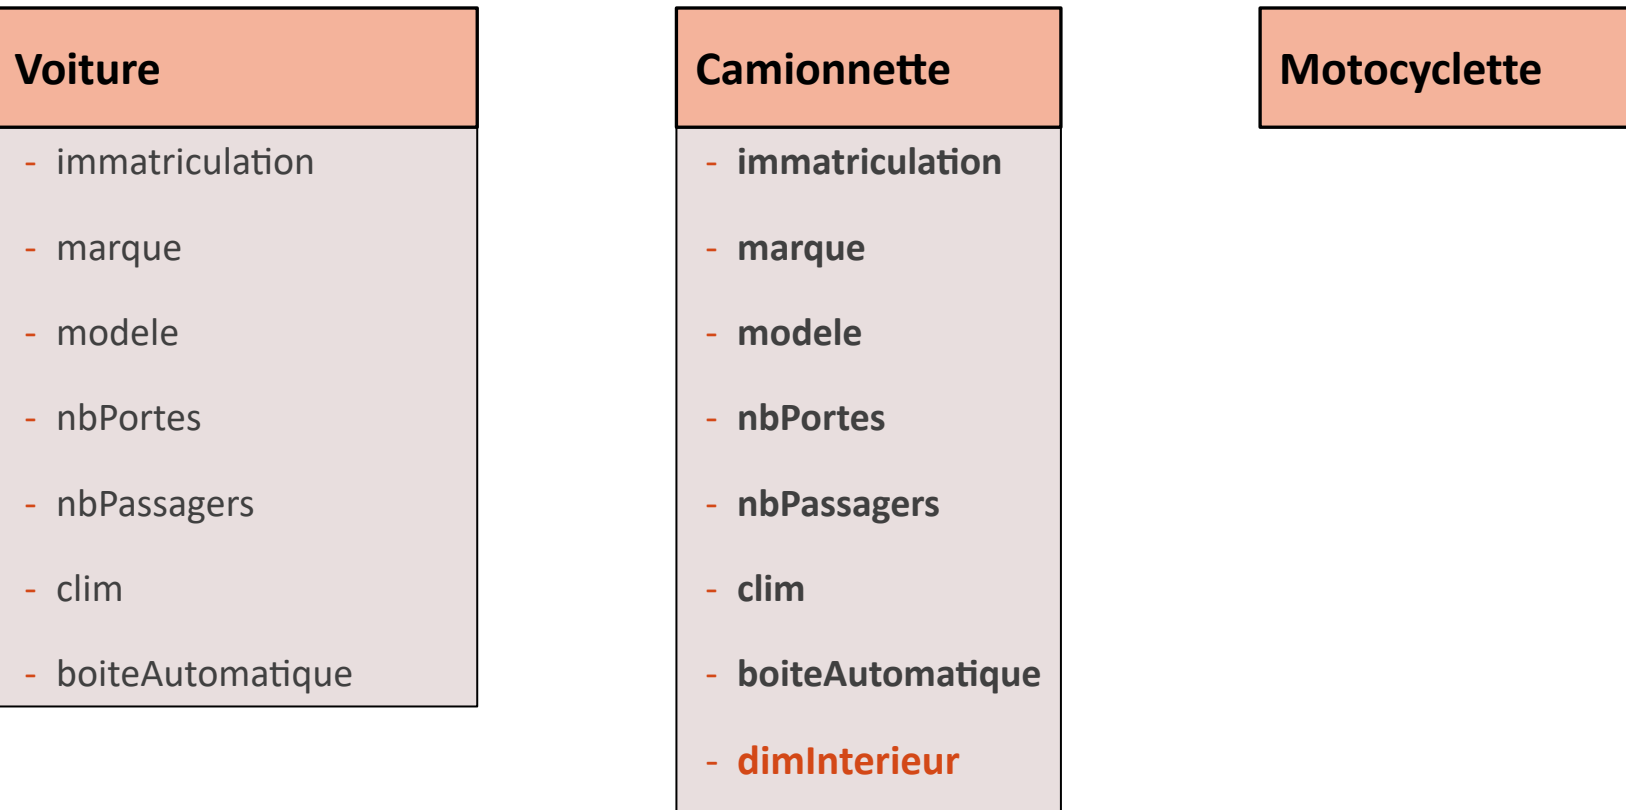 Voiture
- immatriculation
- marque
- modele
- nbPortes
- nbPassagers
- clim
- boiteAutomatique
Camionnette
- immatriculation
- marque
- modele
- nbPortes
- nbPassagers
- clim
- boiteAutomatique
- dimInterieur
Motocyclette